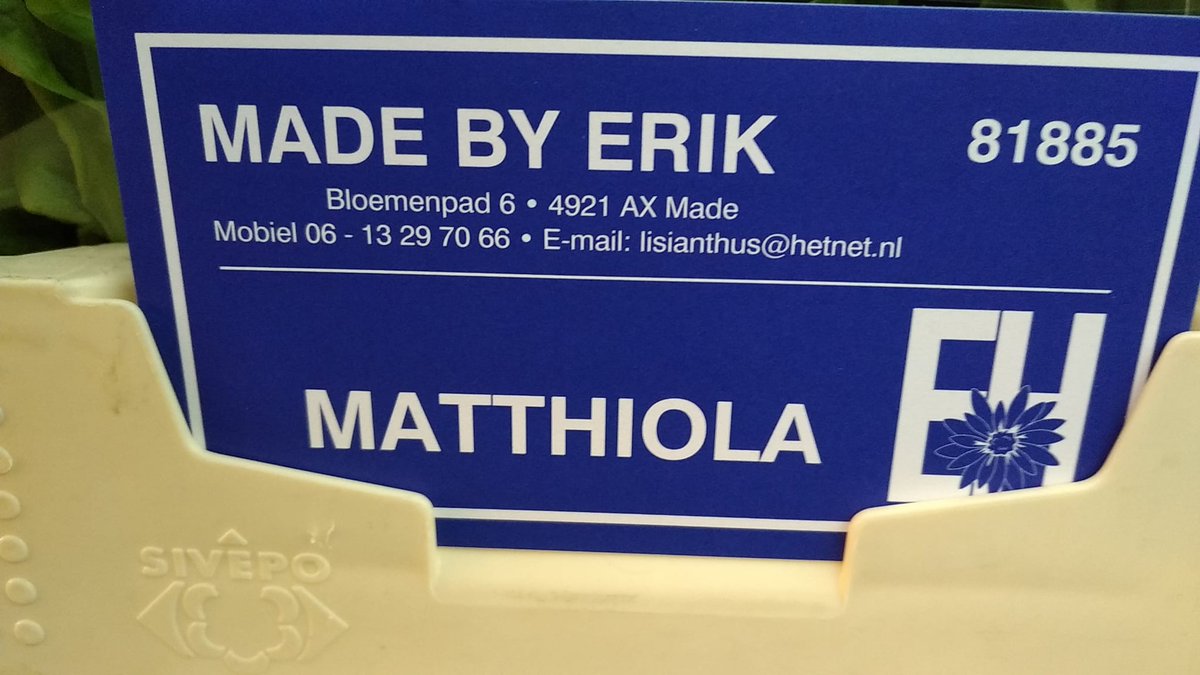 MADE BY ERIK
81885
Bloemenpad 6 • 4921 AX Made
Mobiel 06 - 13 29 70 66 • E-mail: lisianthus@hetnet.nl
MATTHIOLA
EH
SIVÊPO